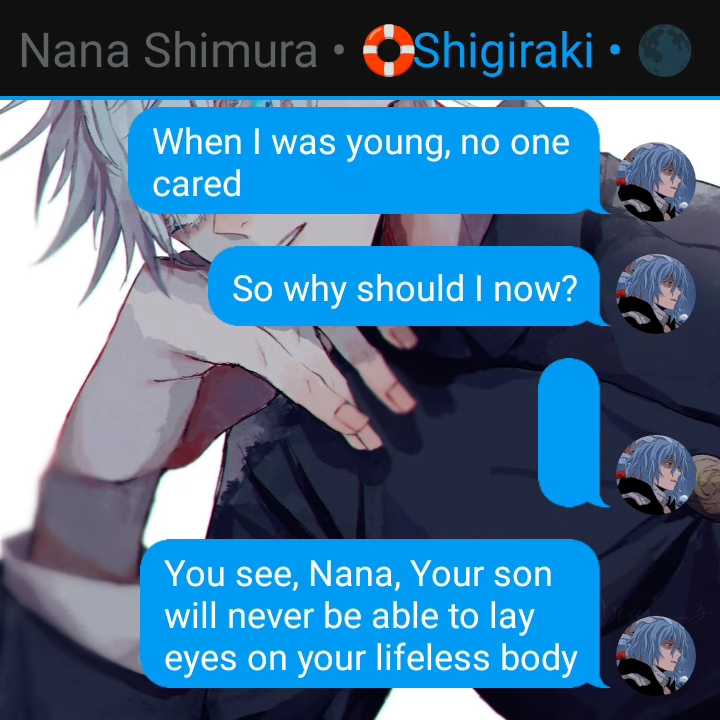 Nana Shimura • 🛟Shigiraki • 🌑
When I was young, no one
cared
So why should I now?
You see, Nana, Your son
will never be able to lay
eyes on your lifeless body